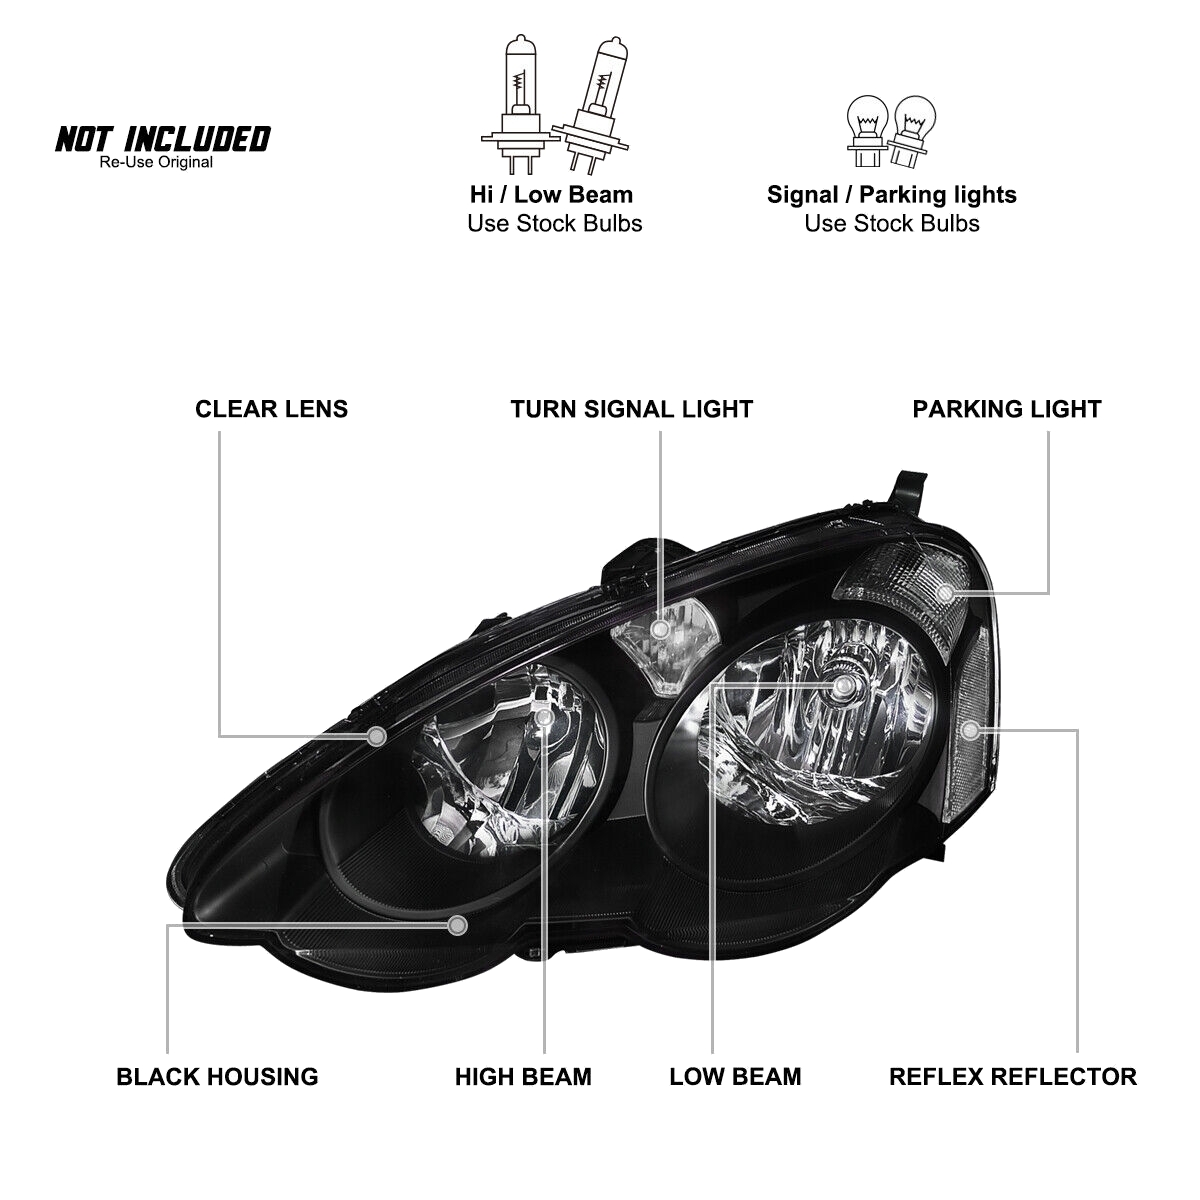 NOT INCLUDED
Re-Use Original
Hi / Low Beam
Use Stock Bulbs
Signal / Parking lights
Use Stock Bulbs
CLEAR LENS
TURN SIGNAL LIGHT
PARKING LIGHT
BLACK HOUSING
HIGH BEAM
LOW BEAM
REFLEX REFLECTOR